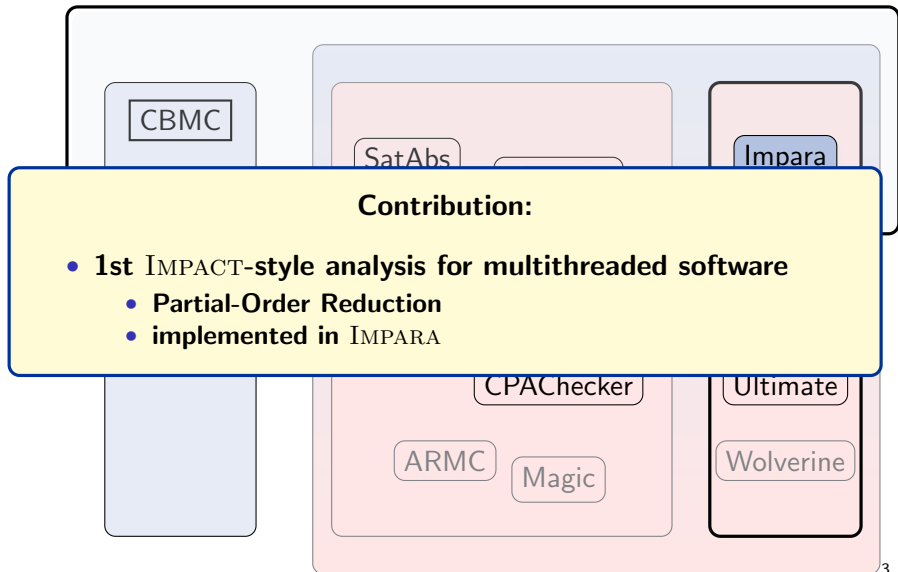 CBMC
SatAbs
Impara
Contribution:
• 1st IMPACT-style analysis for multithreaded software
• Partial-Order Reduction
• implemented in IMPARA
CPAChecker
Ultimate
ARMC
Magic
Wolverine
3